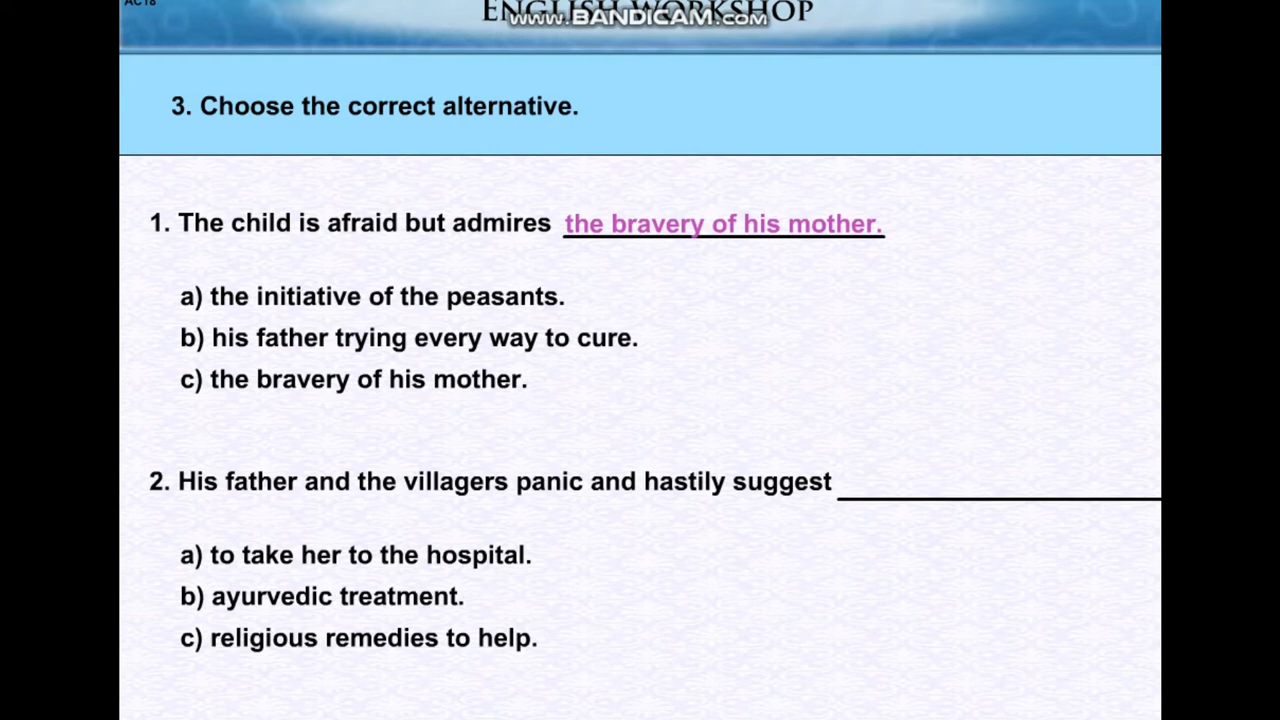 AC18
ENGLISH WORKSHOP
www.BANDICAM.com
3. Choose the correct alternative.
1. The child is afraid but admires the bravery of his mother.
a) the initiative of the peasants.
b) his father trying every way to cure.
c) the bravery of his mother.
2. His father and the villagers panic and hastily suggest
a) to take her to the hospital.
b) ayurvedic treatment.
c) religious remedies to help.